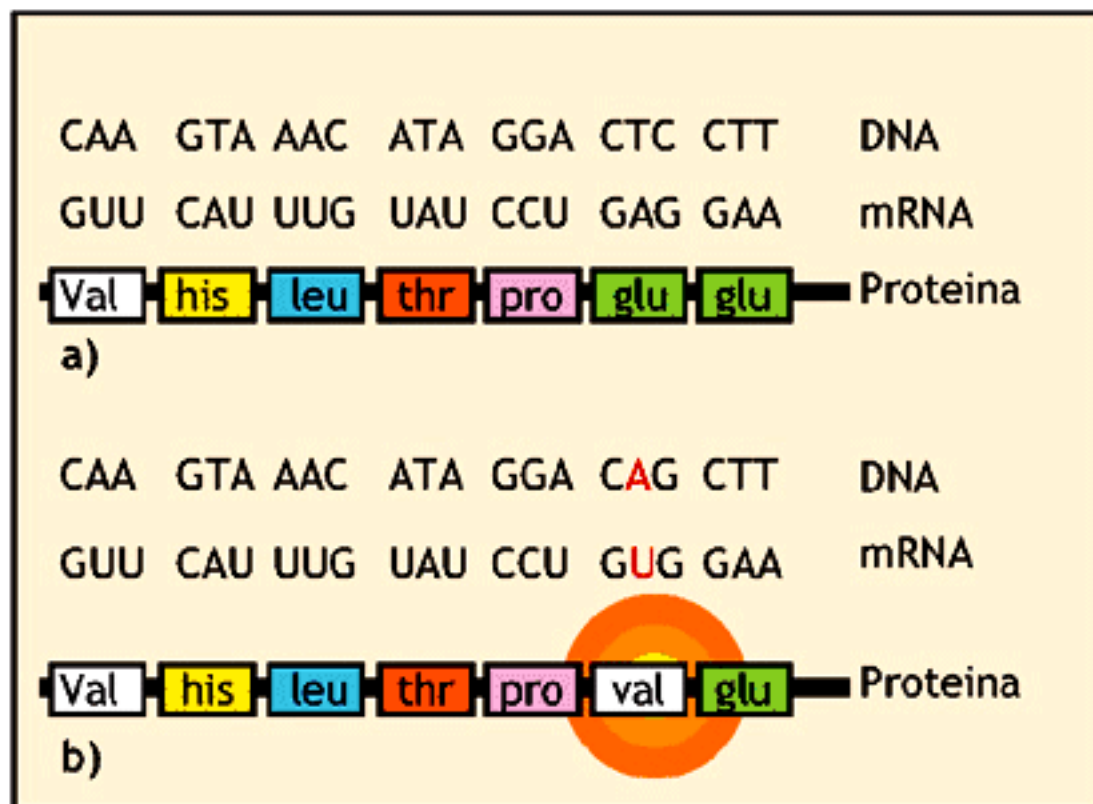 CAA GTA AAC ATA GGA CTC CTT DNA
GUU CAU UUG UAU CCU GAG GAA mRNA
Val his leu thr pro glu glu Proteina
a)
CAA GTA AAC ATA GGA CAG CTT DNA
GUU CAU UUG UAU CCU GUG GAA mRNA
Val his leu thr pro val glu Proteina
b)